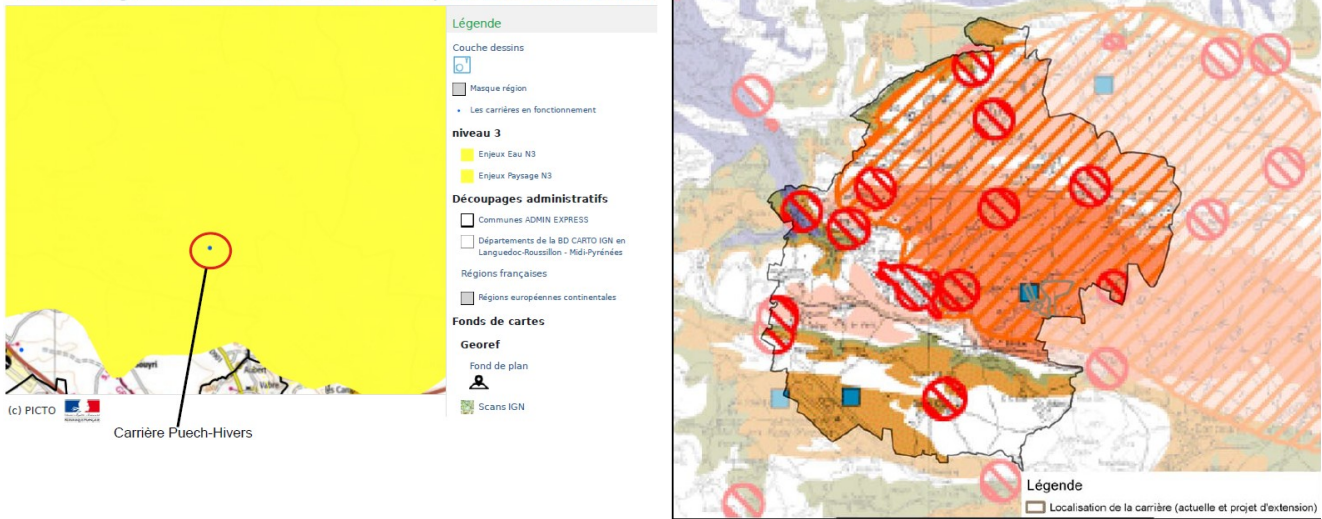 Légende
Couche dessins
Masque région
Les carrières en fonctionnement
niveau 3
Enjeux Eau N3
Enjeux Paysage N3
Découpages administratifs
Communes ADMIN EXPRESS
Départements de la BD CARTO IGN en
Languedoc-Roussillon - Midi-Pyrénées
Régions françaises
Régions européennes continentales
Fonds de cartes
Georef
Fond de plan
Scans IGN
Aubert
Vabre
(c) PICTO
Carrière Puech-Hivers
Légende
Localisation de la carrière (actuelle et projet d'extension)